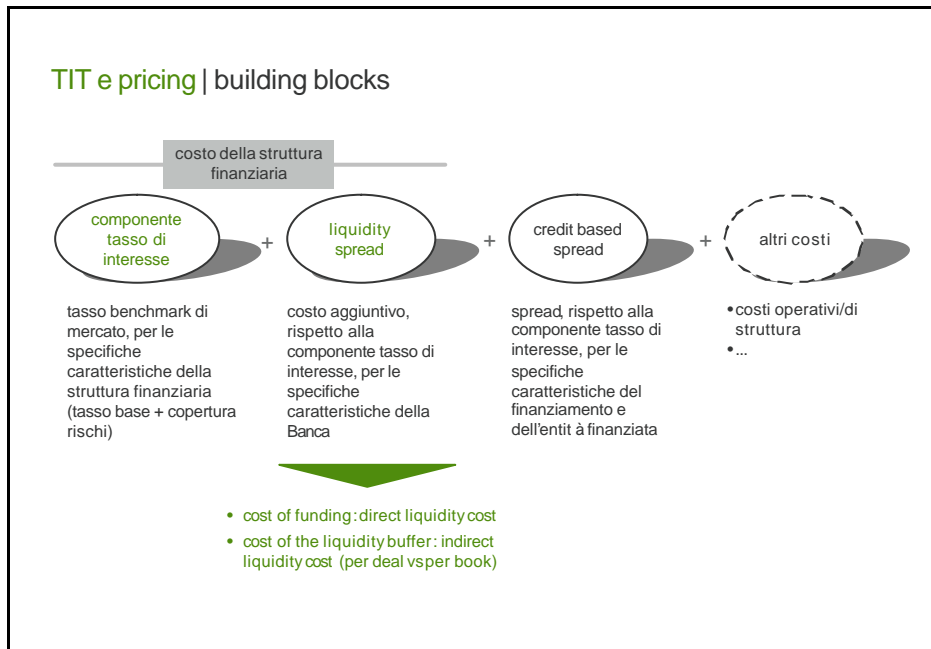 TIT e pricing | building blocks
costo della struttura
finanziaria
componente
tasso di
interesse
+
liquidity
spread
+
credit based
spread
+
altri costi
tasso benchmark di
mercato, per le
specifiche
caratteristiche della
struttura finanziaria
(tasso base + copertura
rischi)
costo aggiuntivo,
rispetto alla
componente tasso di
interesse, per le
specifiche
caratteristiche della
Banca
spread, rispetto alla
componente tasso di
interesse, per le
specifiche
caratteristiche del
finanziamento e
dell'entit à finanziata
• costi operativi/di
struttura
• ...
• cost of funding: direct liquidity cost
• cost of the liquidity buffer: indirect
liquidity cost (per deal vs per book)